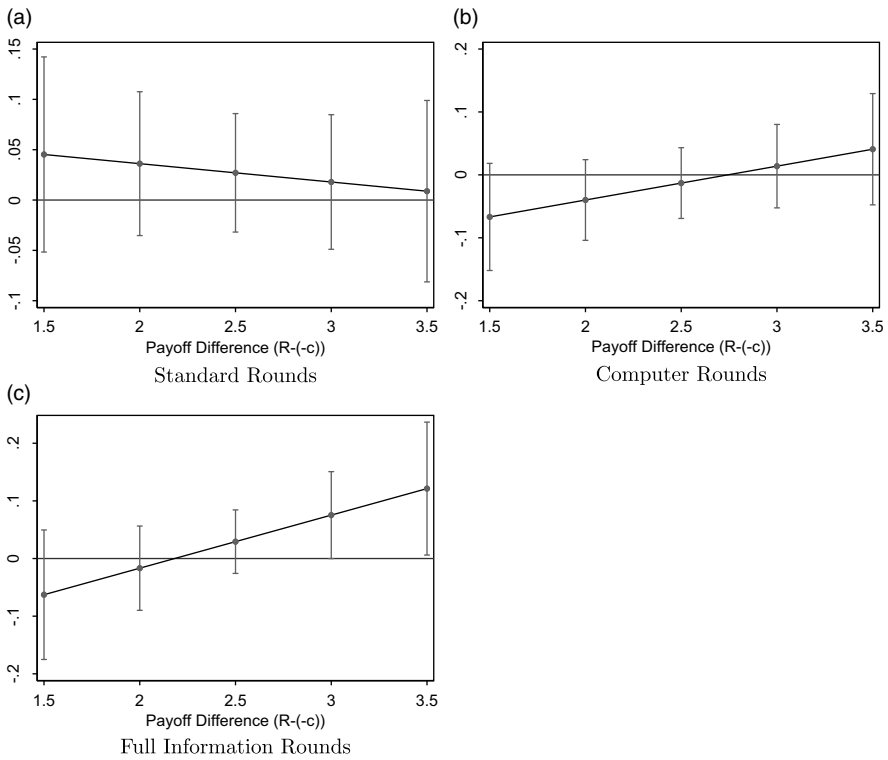 (a)
.15
.1
.05
0
-.05
-.1
1.5 2 2.5 3 3.5
Payoff Difference (R-(-c))
Standard Rounds
(b)
.2
.1
0
-.1
-.2
1.5 2 2.5 3 3.5
Payoff Difference (R-(-c))
Computer Rounds
(c)
.2
.1
0
-.1
-.2
1.5 2 2.5 3 3.5
Payoff Difference (R-(-c))
Full Information Rounds